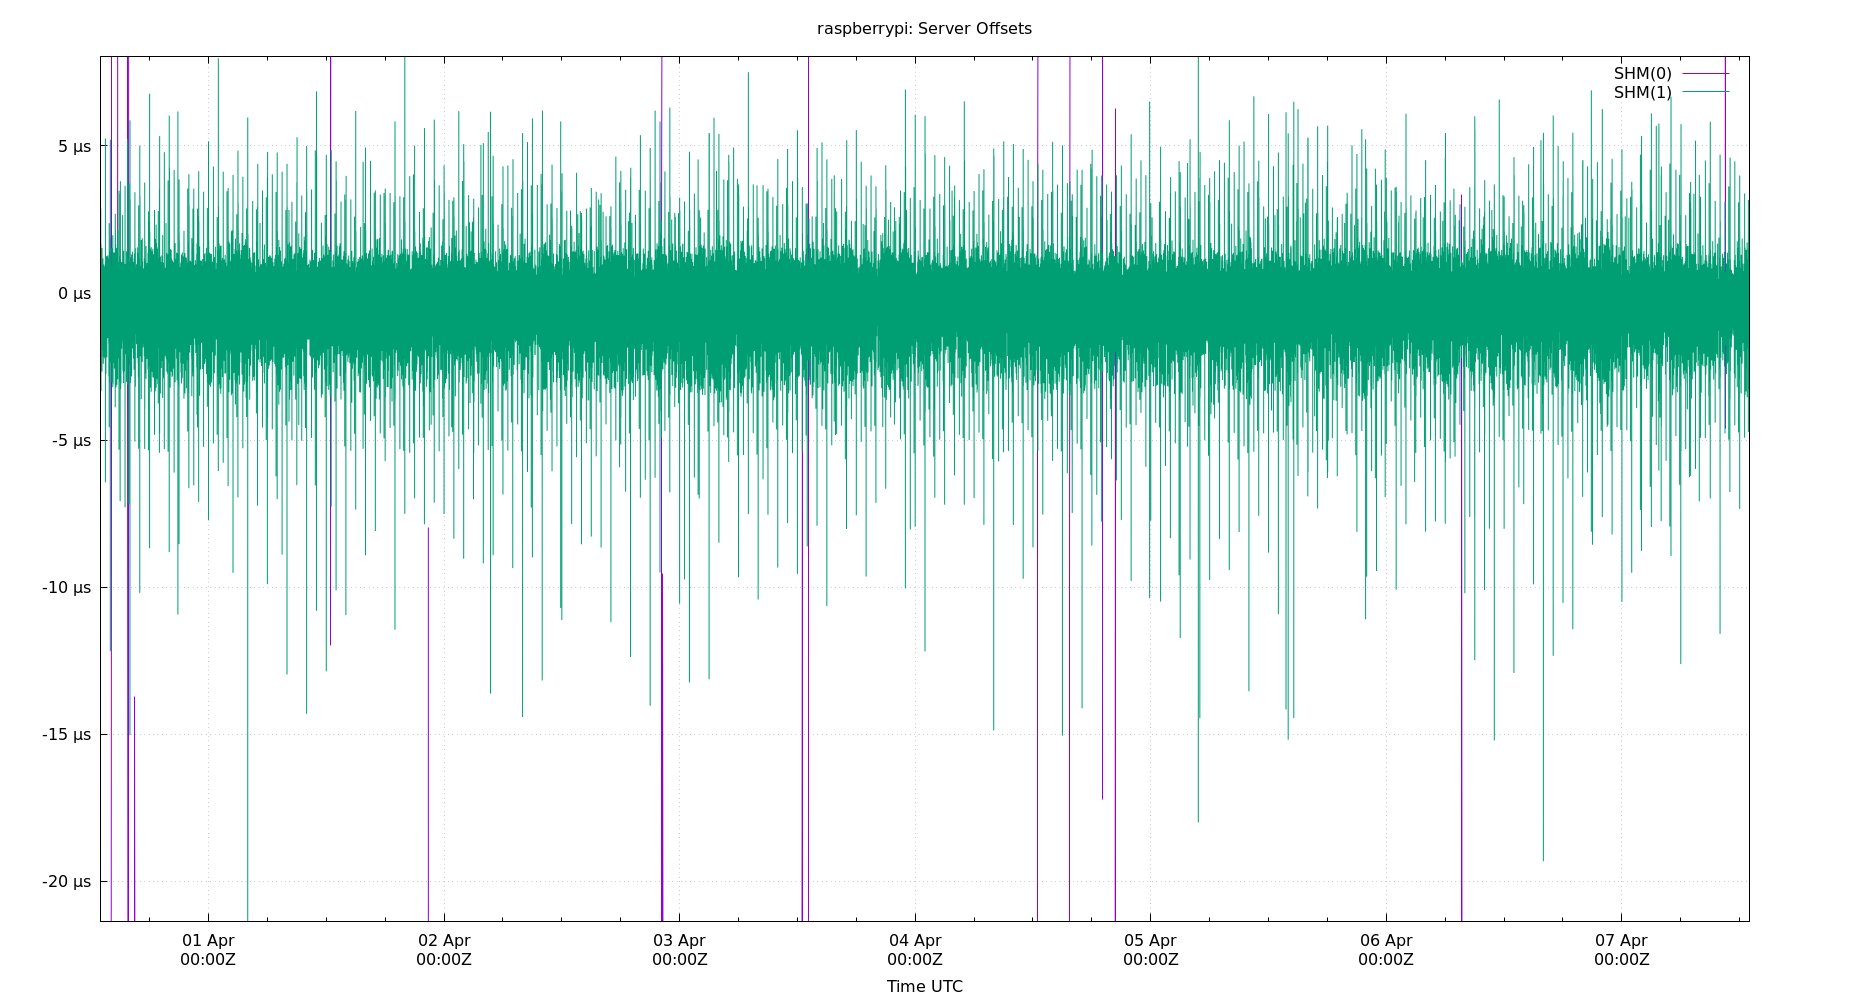 raspberrypi: Server Offsets
SHM(0)
SHM(1)
5 µs
0 µs
-5 µs
-10 µs
-15 µs
-20 µs
01 Apr 02 Apr 03 Apr 04 Apr 05 Apr 06 Apr 07 Apr
00:00Z 00:00Z 00:00Z 00:00Z 00:00Z 00:00Z 00:00Z
Time UTC